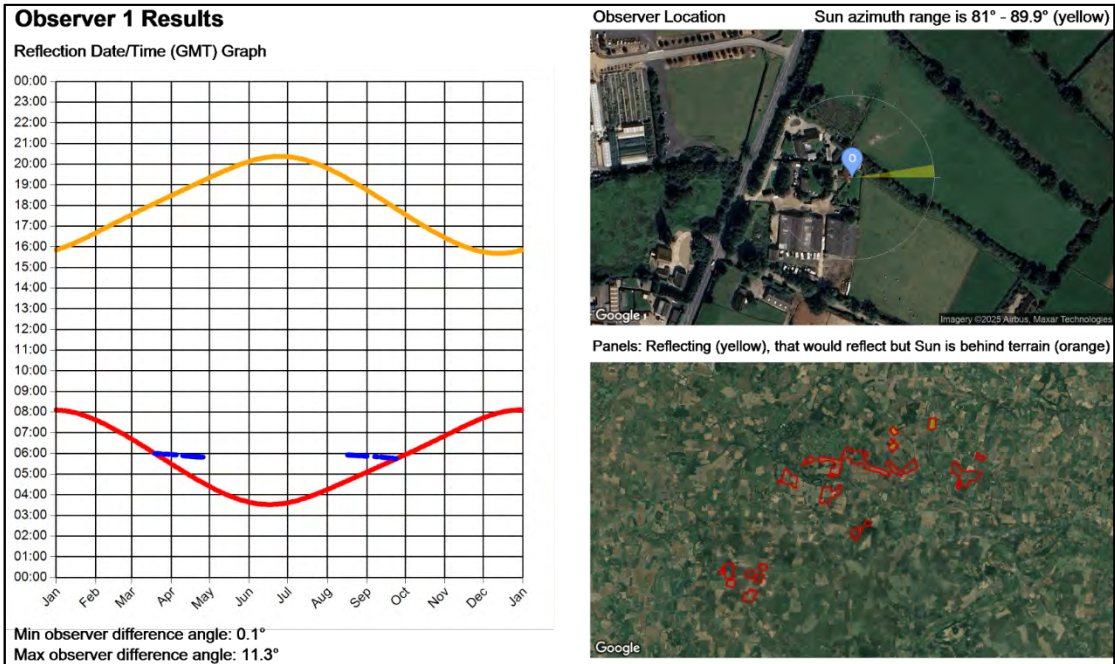 Observer 1 Results
Reflection Date/Time (GMT) Graph
00:00
23:00
22:00
21:00
20:00
19:00
18:00
17:00
16:00
15:00
14:00
13:00
12:00
11:00
10:00
09:00
08:00
07:00
06:00
05:00
04:00
03:00
02:00
01:00
00:00
Jan Feb Mar Apr May Jun Jul Aug Sep Oct Nov Dec Jan
Min observer difference angle: 0.1°
Max observer difference angle: 11.3°
Observer Location Sun azimuth range is 81° - 89.9° (yellow)
O
Google
Imagery ©2025 Airbus, Maxar Technologies
Panels: Reflecting (yellow), that would reflect but Sun is behind terrain (orange)
Google